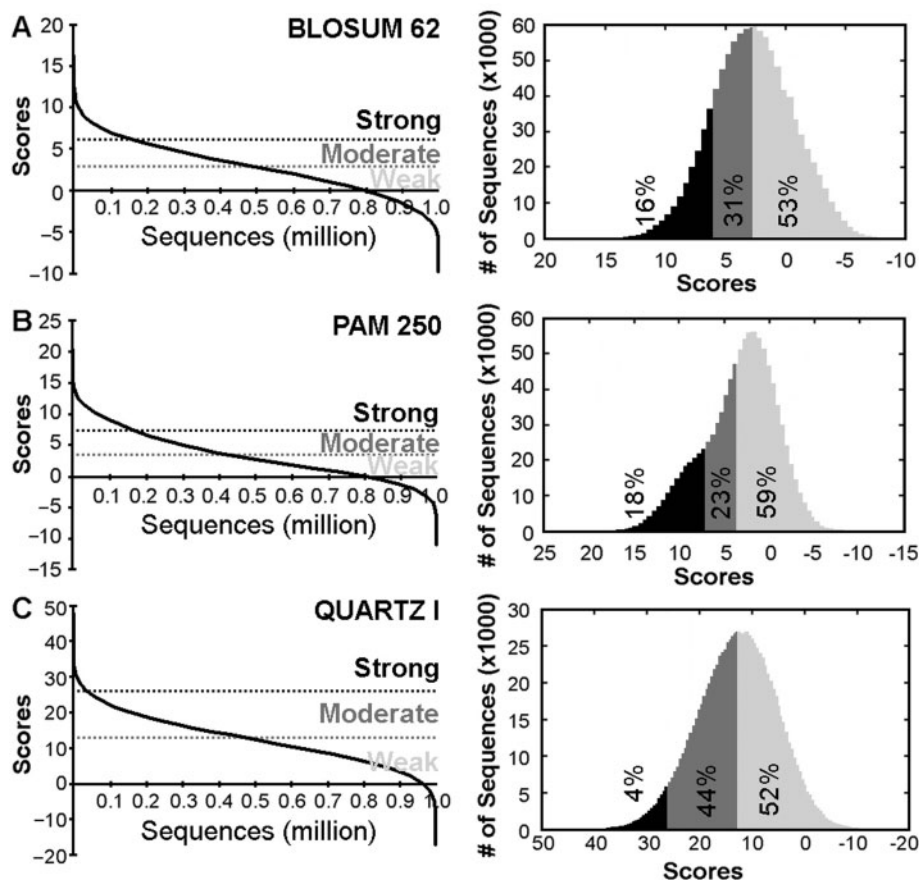 A
BLOSUM 62
20
15
10
5
0
−5
−10
Scores
Strong
Moderate
Weak
0.1 0.2 0.3 0.4 0.5 0.6 0.7 0.8 0.9 1.0
Sequences (million)
# of Sequences (x1000)
60
50
40
30
20
10
0
16%
31%
53%
20 15 10 5 0 -5 -10
Scores
B
PAM 250
25
20
15
10
5
0
−5
−10
−15
Scores
Strong
Moderate
Weak
0.1 0.2 0.3 0.4 0.5 0.6 0.7 0.8 0.9 1.0
Sequences (million)
# of Sequences (x1000)
60
50
40
30
20
10
0
18%
23%
59%
25 20 15 10 5 0 -5 -10 -15
Scores
C
QUARTZ I
50
40
30
20
10
0
−10
−20
Scores
Strong
Moderate
Weak
0.1 0.2 0.3 0.4 0.5 0.6 0.7 0.8 0.9 1.0
Sequences (million)
# of Sequences (x1000)
30
25
20
15
10
5
0
4%
44%
52%
50 40 30 20 10 0 -10 -20
Scores